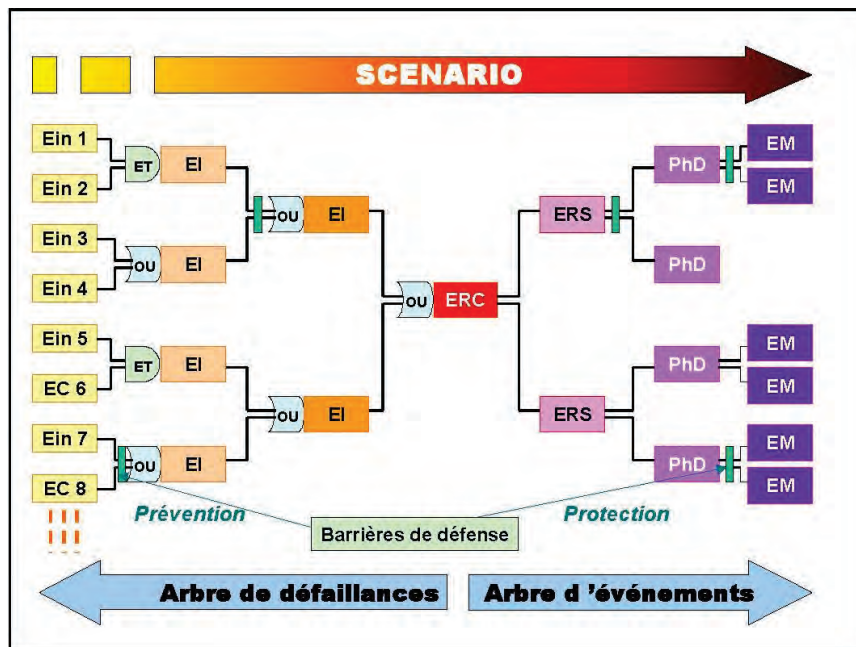 SCENARIO
Ein 1
Ein 2
ET
EI
Ein 3
Ein 4
OU
EI
OU
EI
Ein 5
EC 6
ET
EI
Ein 7
EC 8
OU
EI
OU
EI
OU
ERC
ERS
PhD
EM
EM
PhD
ERS
PhD
EM
EM
PhD
EM
EM
Prévention
Barrières de défense
Protection
Arbre de défaillances
Arbre d ’événements